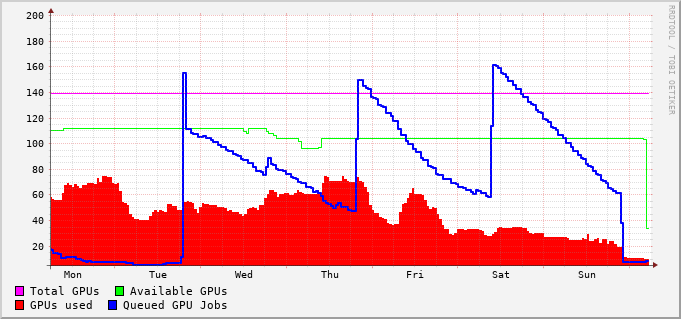 200
180
160
140
120
100
80
60
40
20
Mon Tue Wed Thu Fri Sat Sun
Total GPUs Available GPUs
GPUs used Queued GPU Jobs
RRDTOOL / TOBI OETIKER